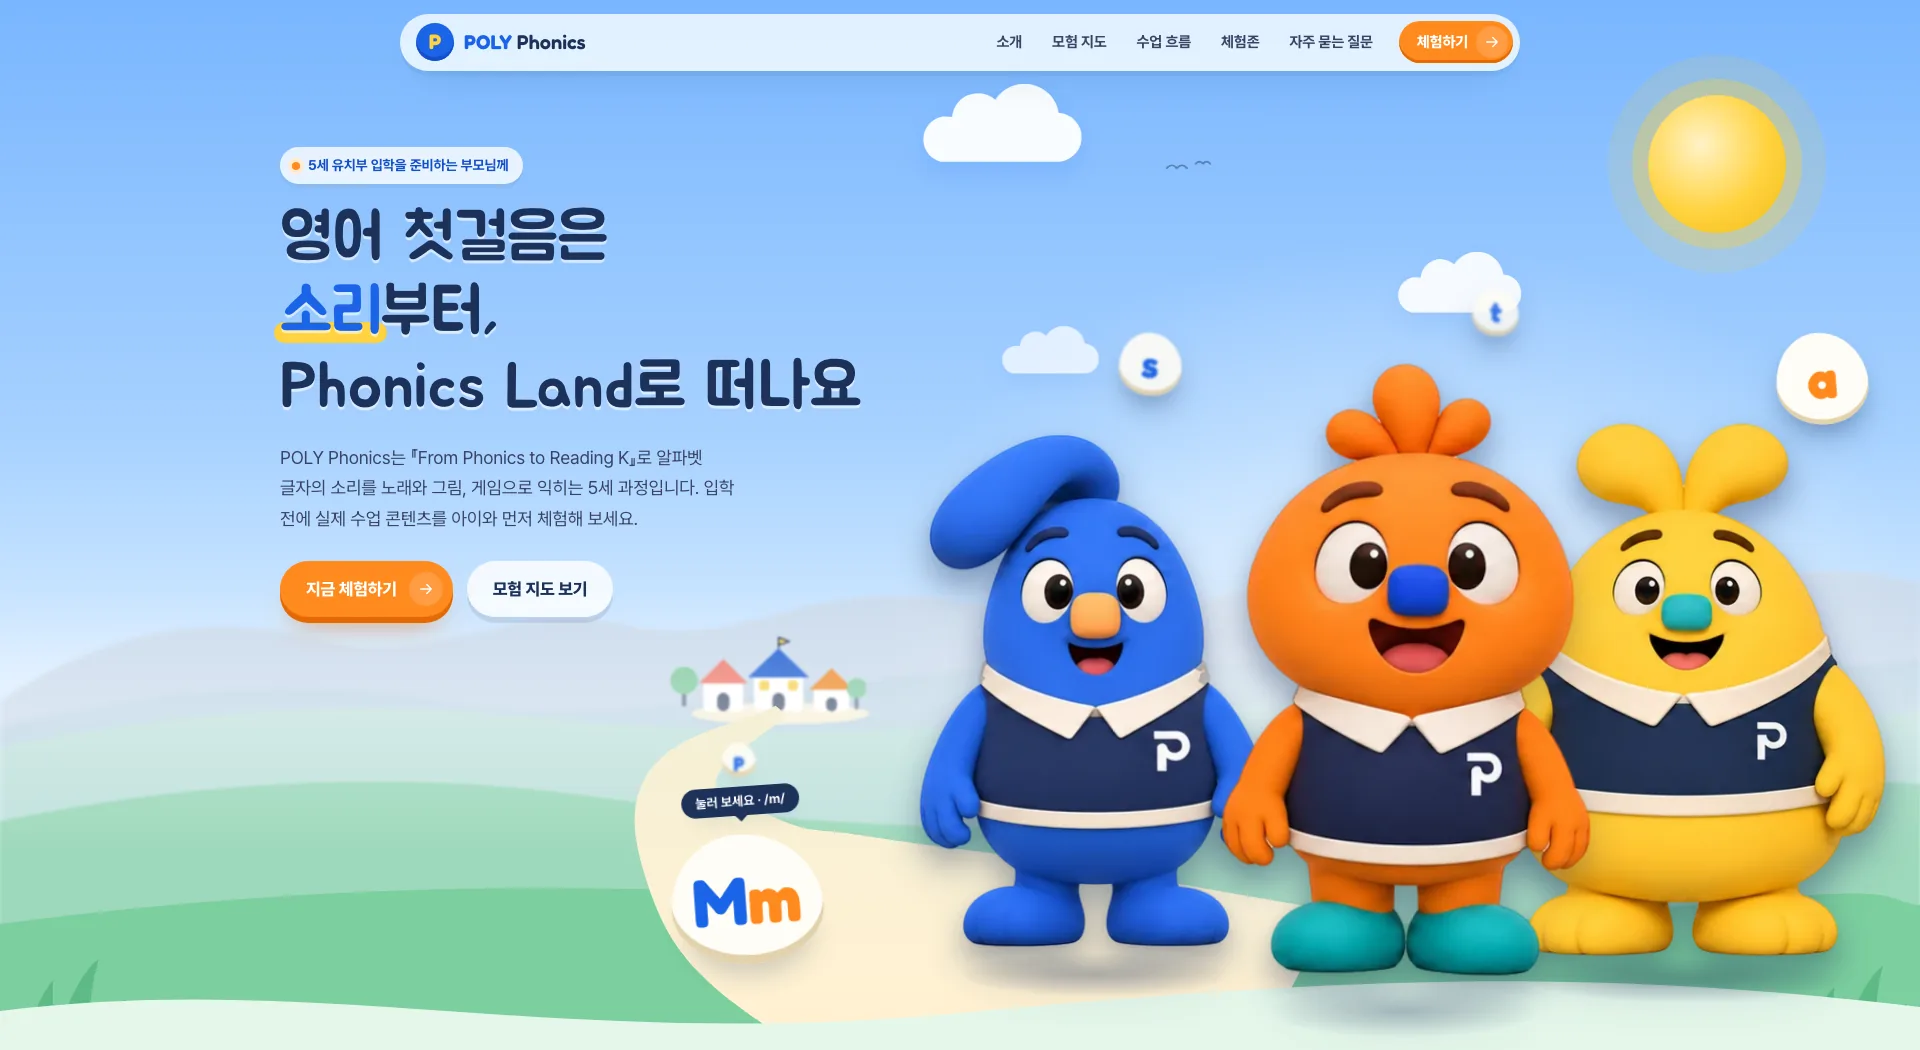 P POLY Phonics
소개 모험 지도 수업 흐름 체험존 자주 묻는 질문 체험하기
5세 유치부 입학을 준비하는 부모님께
영어 첫걸음은
소리부터,
Phonics Land로 떠나요
POLY Phonics는 『From Phonics to Reading K』로 알파벳
글자의 소리를 노래와 그림, 게임으로 익히는 5세 과정입니다. 입학
전에 실제 수업 콘텐츠를 아이와 먼저 체험해 보세요.
지금 체험하기
모험 지도 보기
t
s
a
P
P
P
p
눌러 보세요 · /m/
Mm